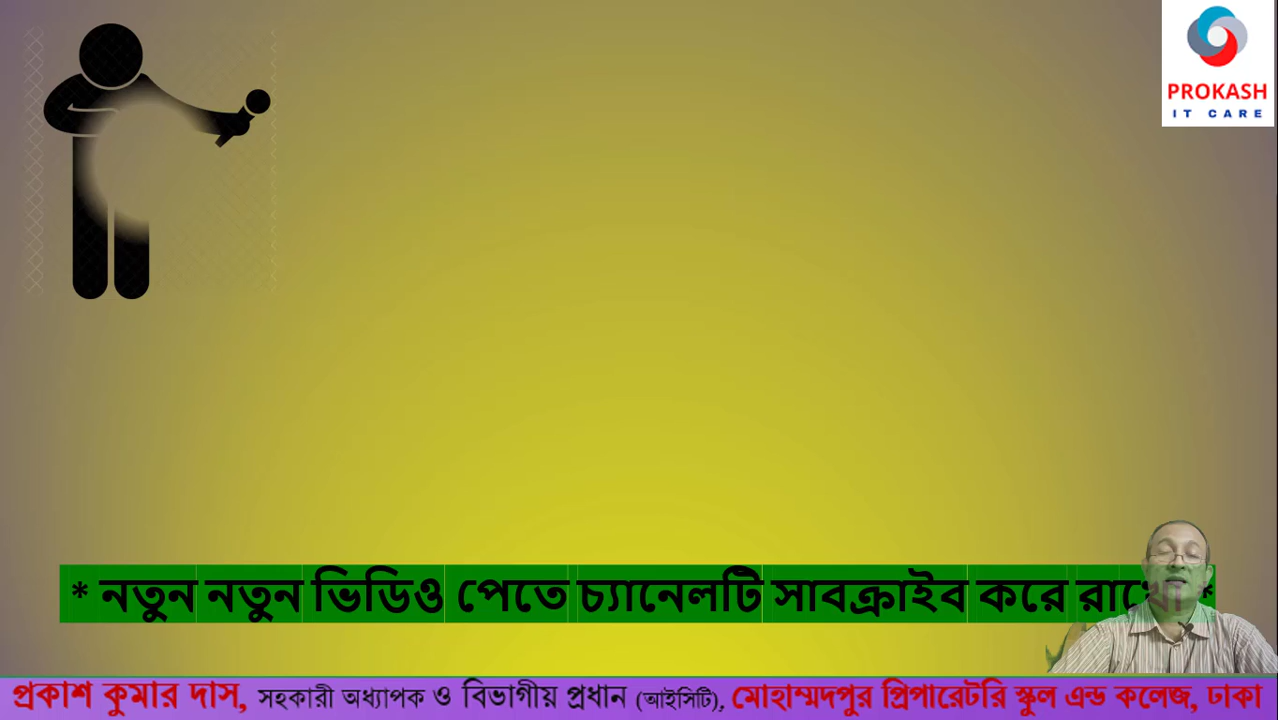 PROKASH
IT CARE
* নতুন নতুন ভিডিও পেতে চ্যানেলটি সাবক্রাইব করে রাখো *
প্রকাশ কুমার দাস, সহকারী অধ্যাপক ও বিভাগীয় প্রধান (আইসিটি), মোহাম্মদপুর প্রিপারেটরি স্কুল এন্ড কলেজ, ঢাকা